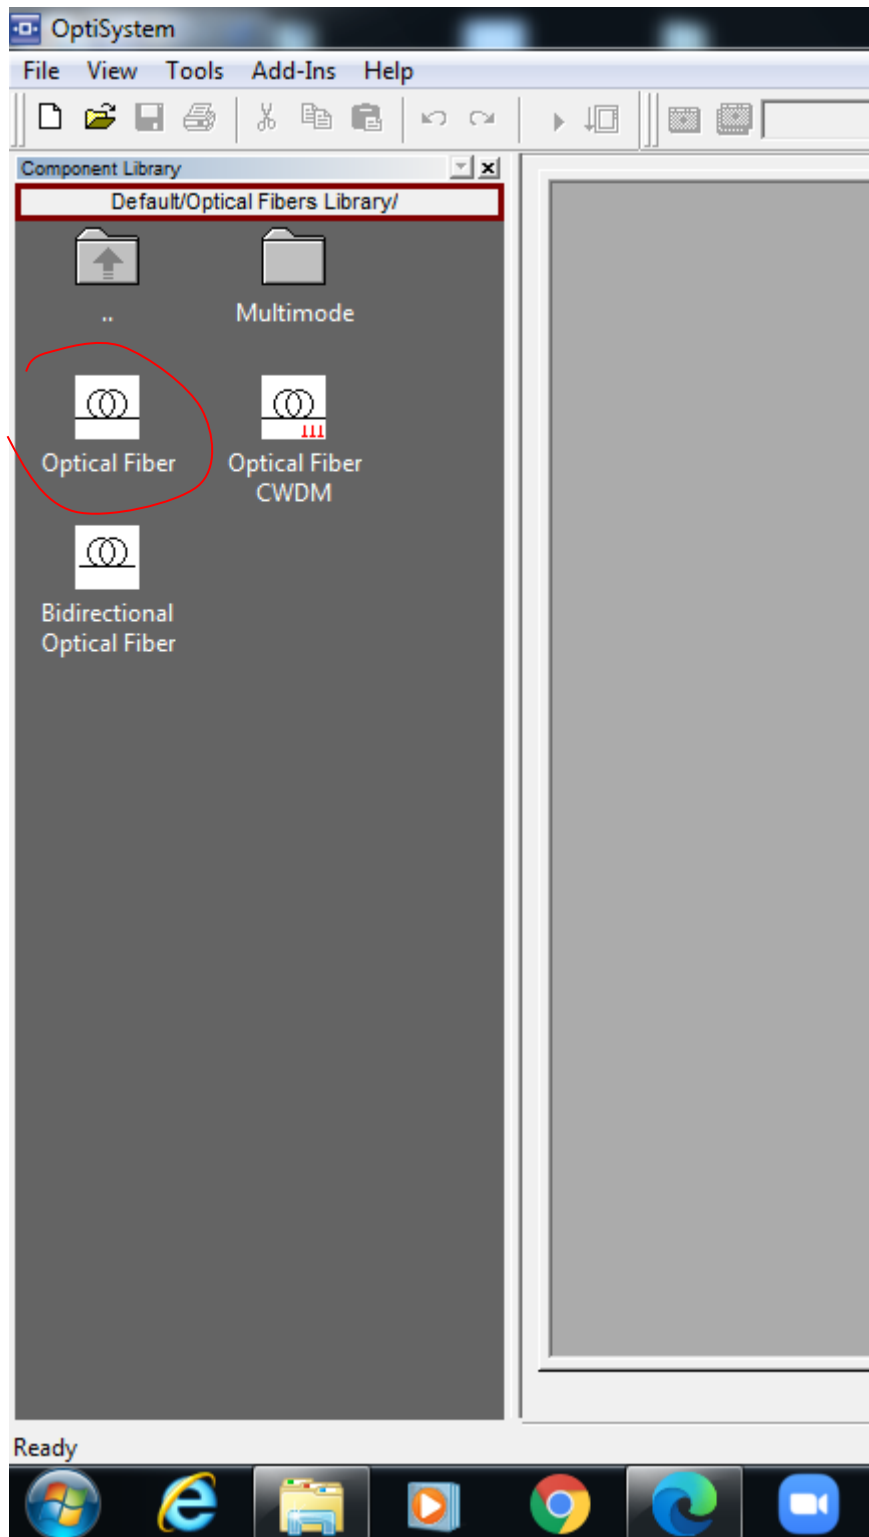 OptiSystem
File View Tools Add-Ins Help
Component Library
Default/Optical Fibers Library/
..
Multimode
Optical Fiber
Optical Fiber
CWDM
Bidirectional
Optical Fiber
Ready